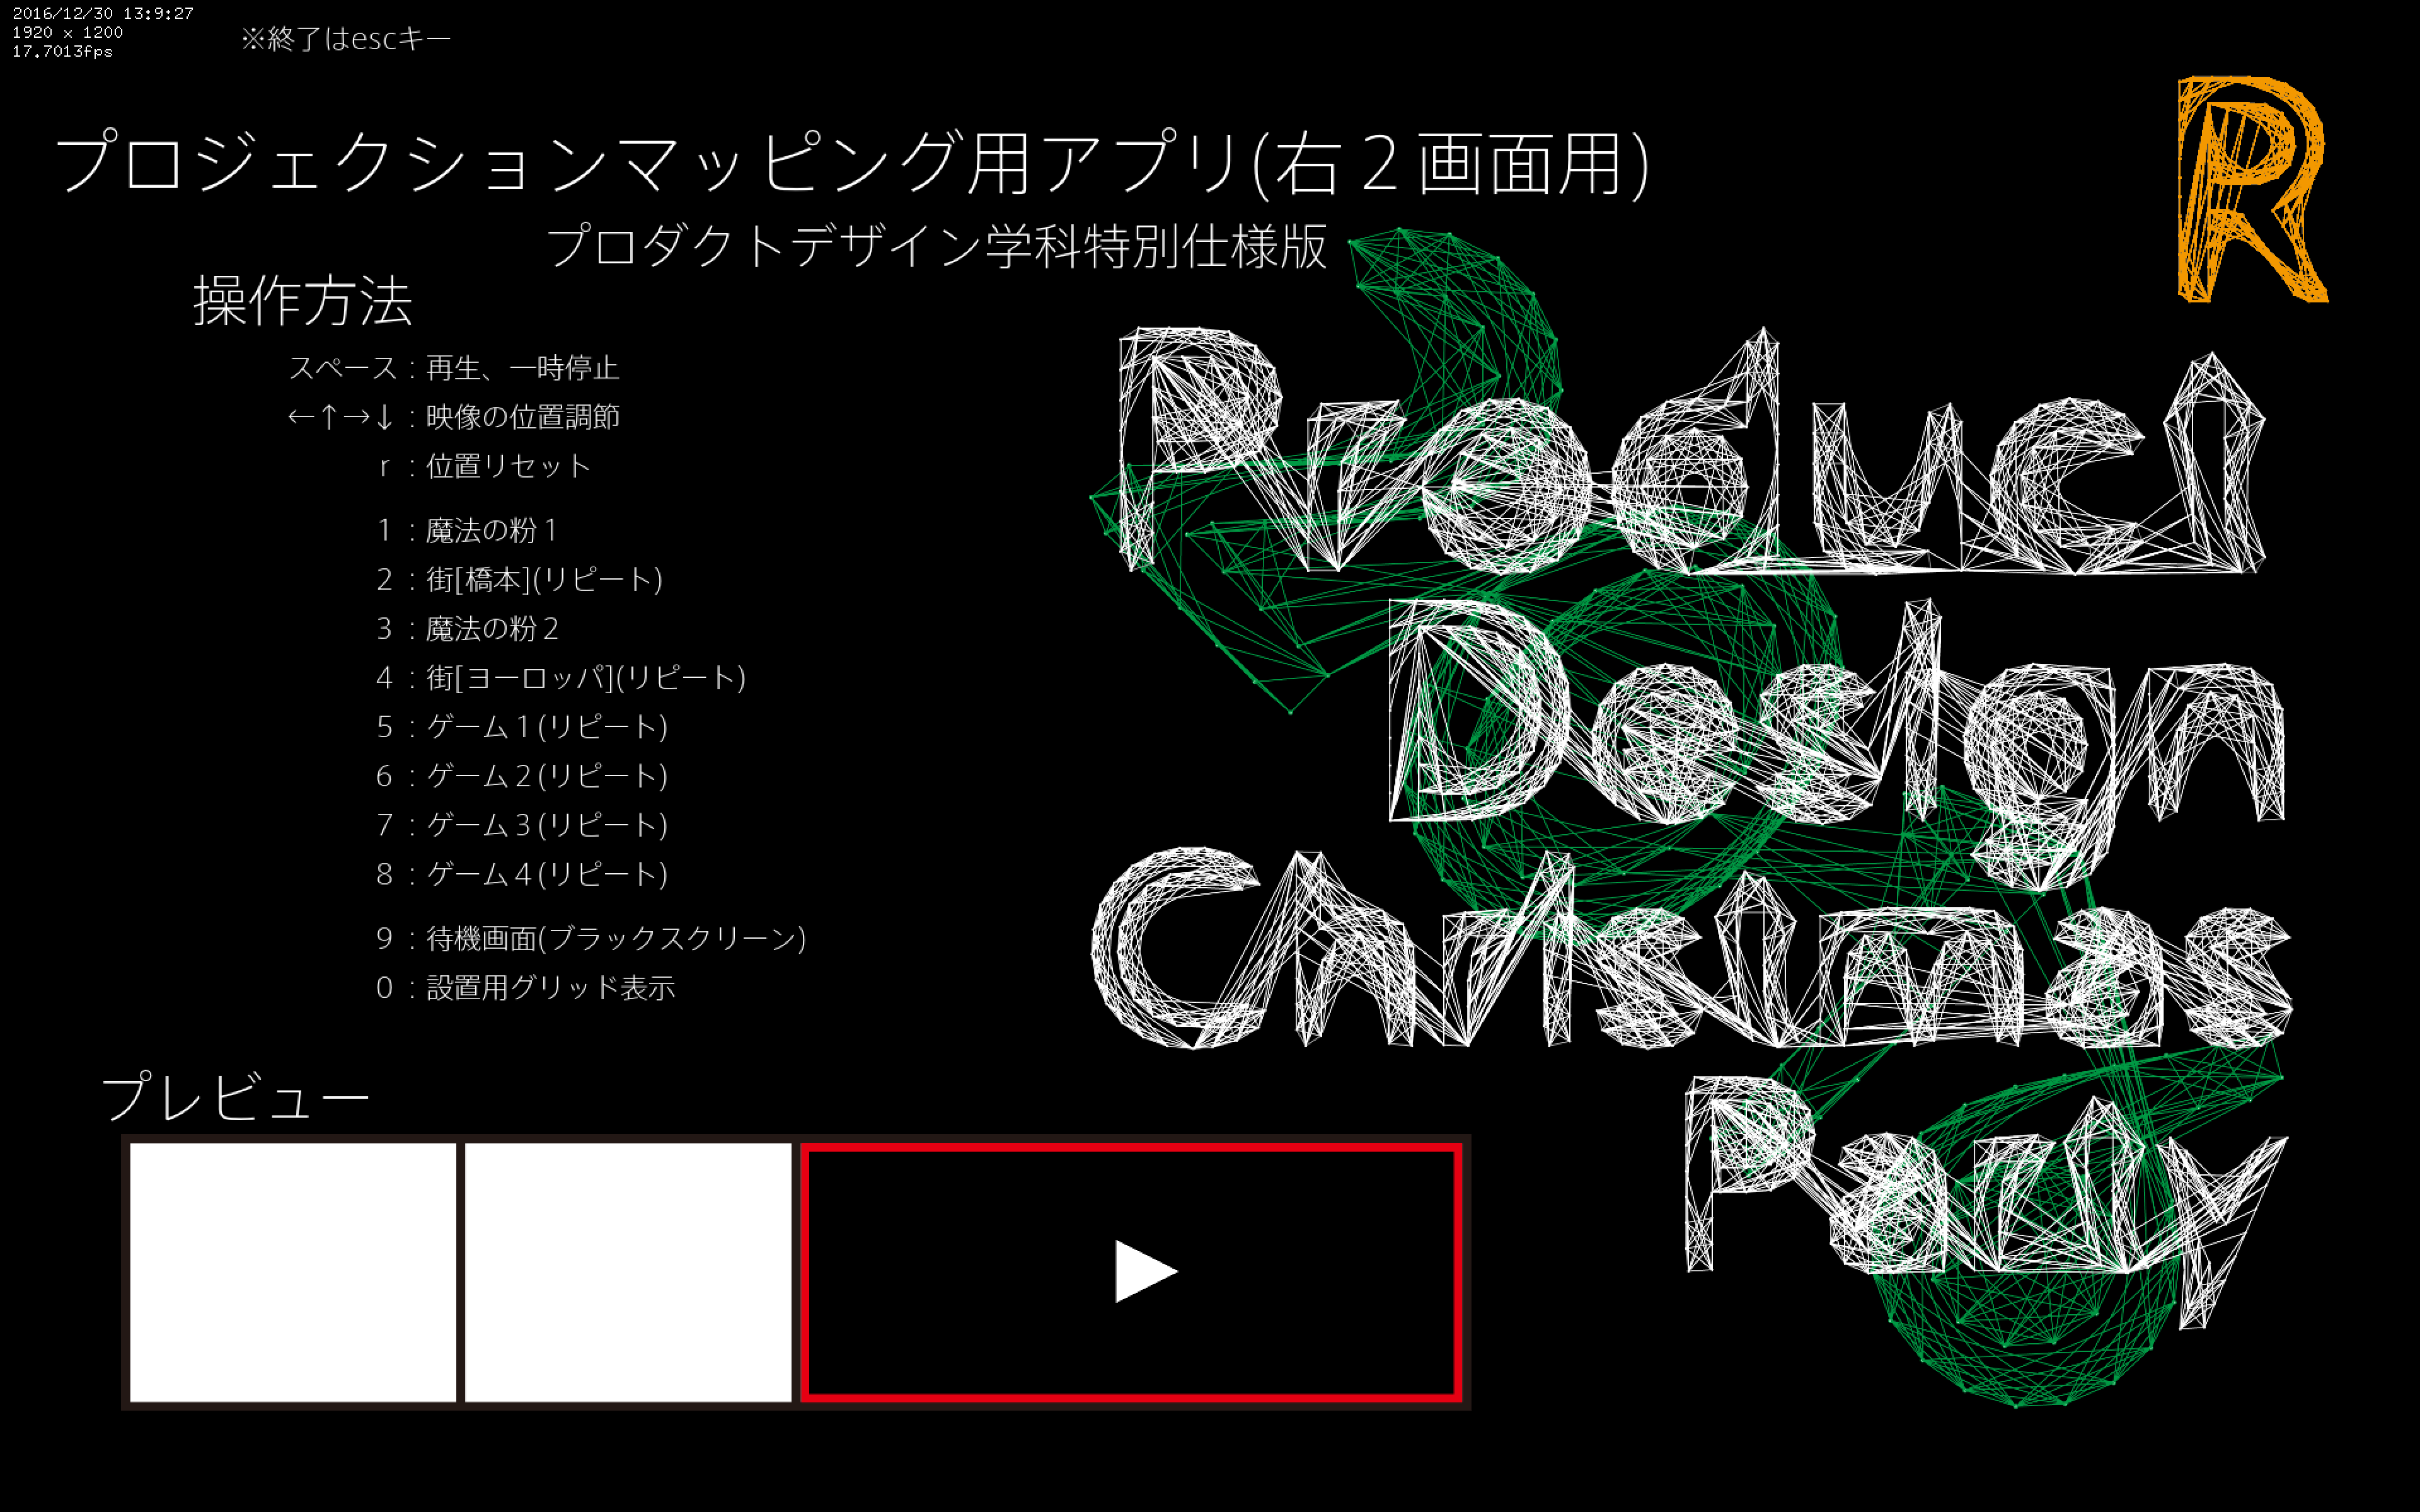 2016/12/30 13:9:27
1920 x 1200
17.7013fps
※終了はescキー
R
プロジェクションマッピング用アプリ(右２画面用)
プロダクトデザイン学科特別仕様版
操作方法
スペース : 再生、一時停止
←↑→↓ : 映像の位置調節
r : 位置リセット
1 : 魔法の粉１
2 : 街[橋本](リピート)
3 : 魔法の粉２
4 : 街[ヨーロッパ](リピート)
5 : ゲーム１(リピート)
6 : ゲーム２(リピート)
7 : ゲーム３(リピート)
8 : ゲーム４(リピート)
9 : 待機画面(ブラックスクリーン)
0 : 設置用グリッド表示
Product
Design
Christmas
Party
プレビュー